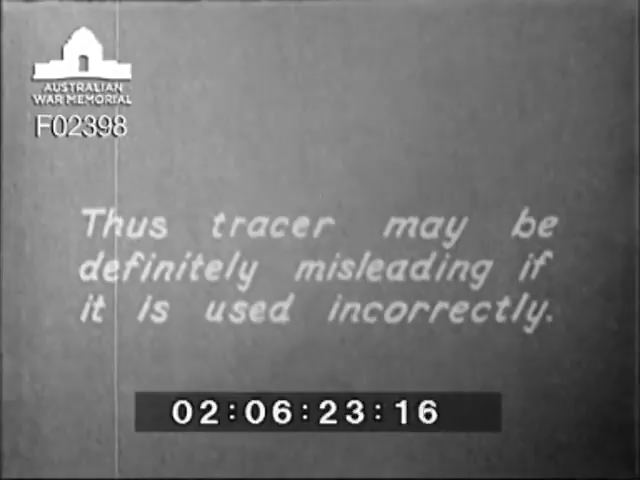 AUSTRALIAN
WAR MEMORIAL
F02398
Thus tracer may be
definitely misleading if
it is used incorrectly.
02:06:23:16